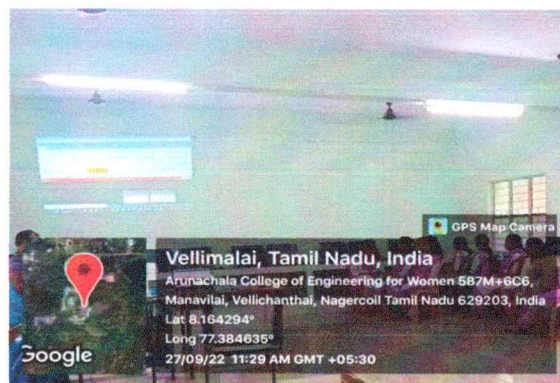 GPS Map Camera
Vellimalai, Tamil Nadu, India
Arunachala College of Engineering for Women 587M+6C6,
Manavilai, Vellichanthai, Nagercoil Tamil Nadu 629203, India
Lat 8.164294°
Long 77.384635°
27/09/22 11:29 AM GMT +05:30
Google